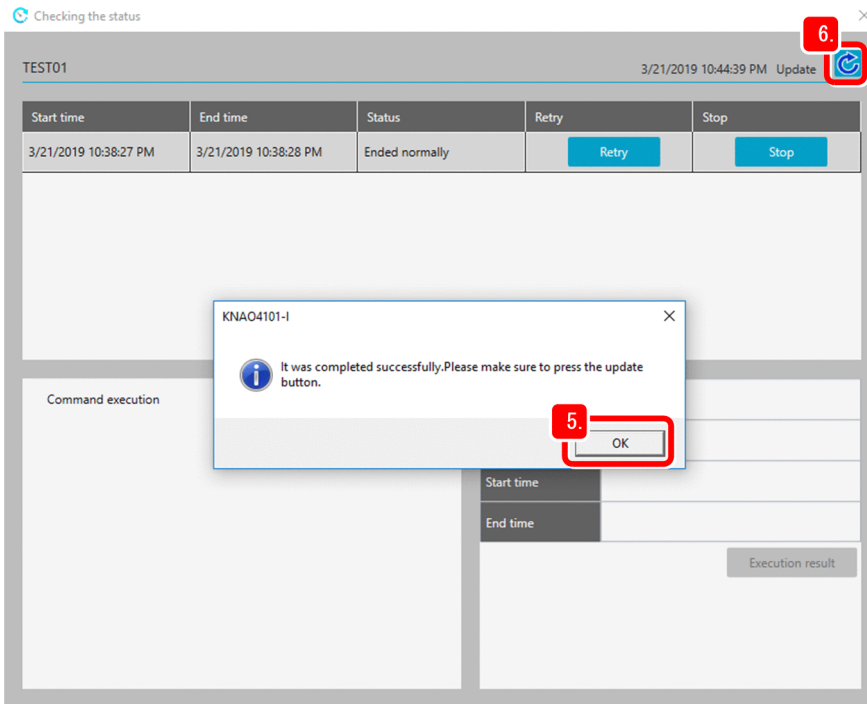 Checking the status
6.
TEST01
3/21/2019 10:44:39 PM Update
Start time End time Status Retry Stop
3/21/2019 10:38:27 PM 3/21/2019 10:38:28 PM Ended normally Retry Stop
KNAO4101-I
It was completed successfully.Please make sure to press the update
button.
Command execution
5.
OK
Start time
End time
Execution result